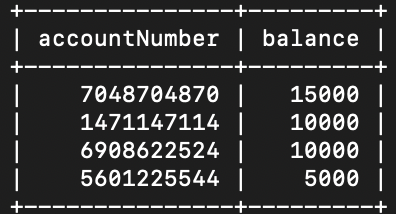 +---------------+---------+
| accountNumber | balance |
+---------------+---------+
|    7048704870 |   15000 |
|    1471147114 |   10000 |
|    6908622524 |   10000 |
|    5601225544 |    5000 |
+---------------+---------+